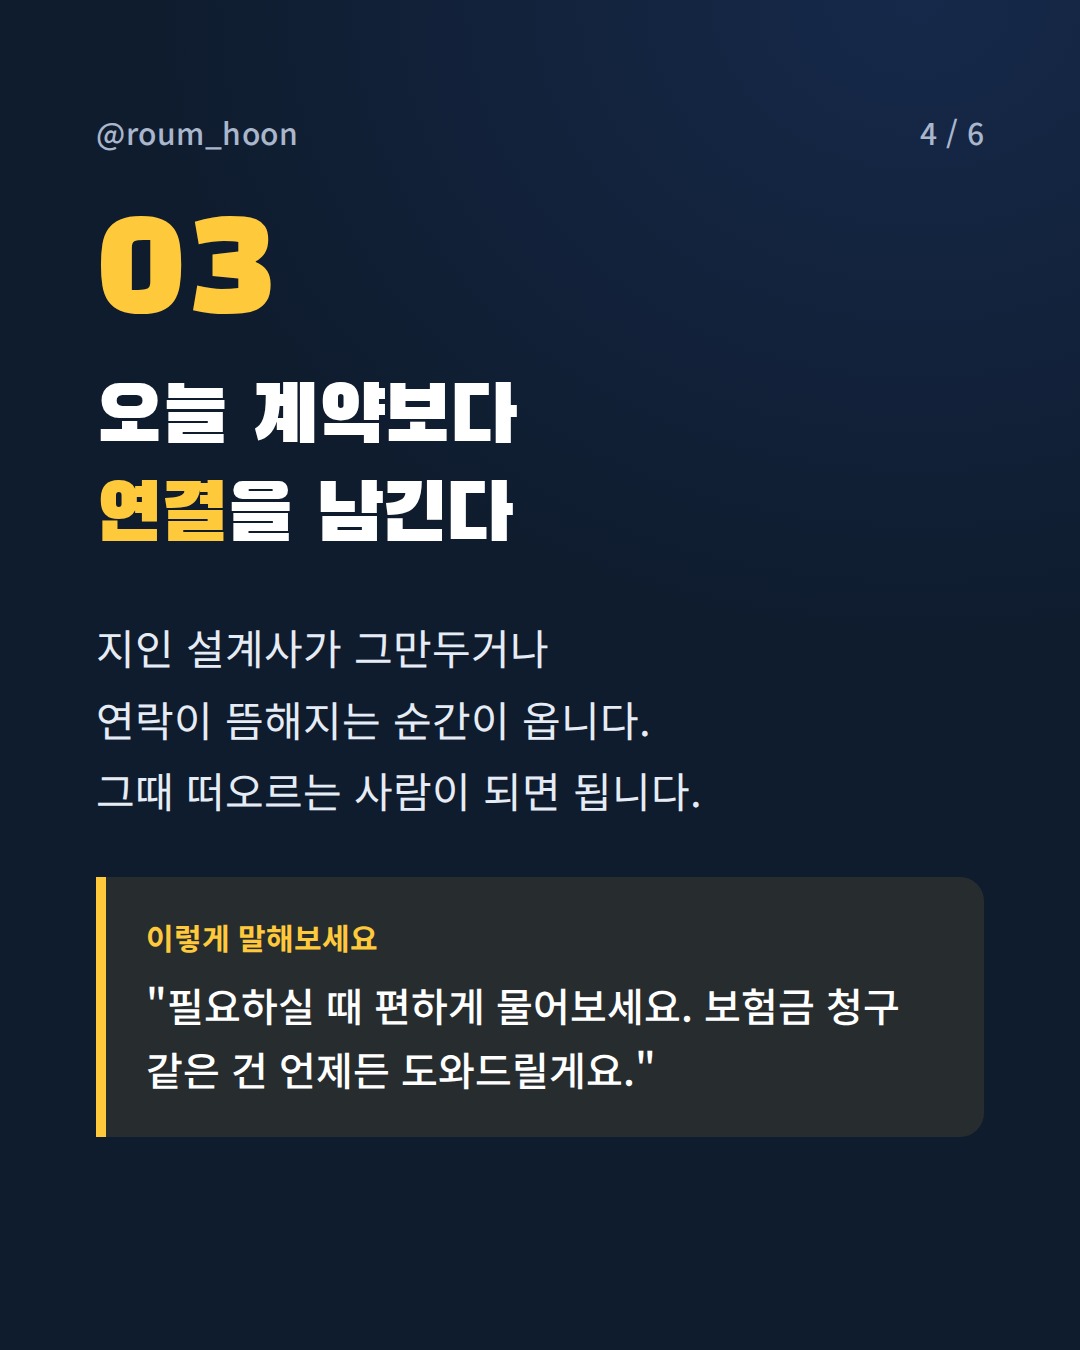 @roum_hoon
4 / 6
03
오늘 계약보다
연결을 남긴다
지인 설계사가 그만두거나
연락이 뜸해지는 순간이 옵니다.
그때 떠오르는 사람이 되면 됩니다.
이렇게 말해보세요
"필요하실 때 편하게 물어보세요. 보험금 청구
같은 건 언제든 도와드릴게요."